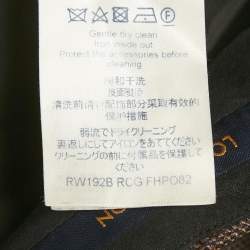 Gentle dry clean
Iron inside out
Protect the accessories before
cleaning
缓和干洗
反面熨烫
清洗前请对配饰部分采取有效
保护措施
弱流でドライクリーニング
裏返しにしてアイロンをあててください
クリーニングの前に付属品を保護して
ください
RW192B RCG FHPO82
LO
ON